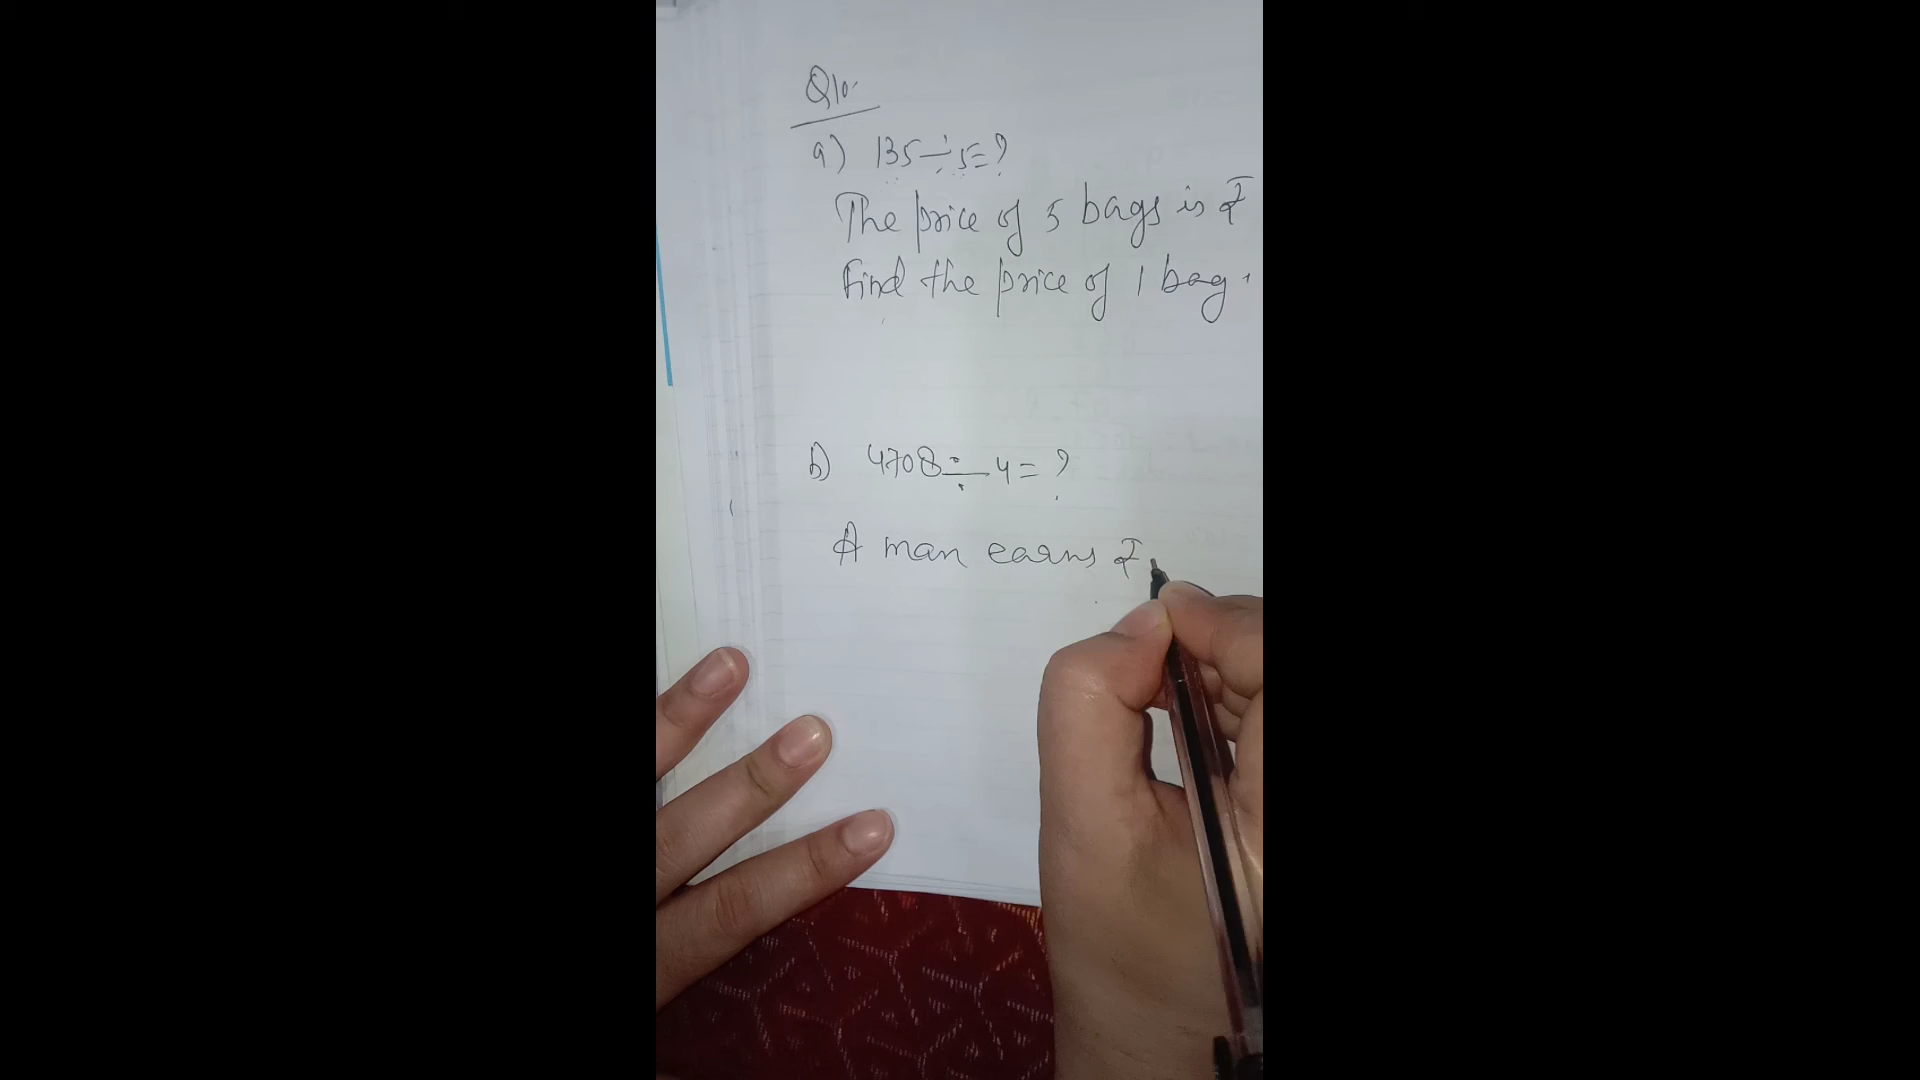 Q10.
a) 135÷5=?
The price of 5 bags is ₹
Find the price of 1 bag.
b) 4708÷4=?
A man earns ₹